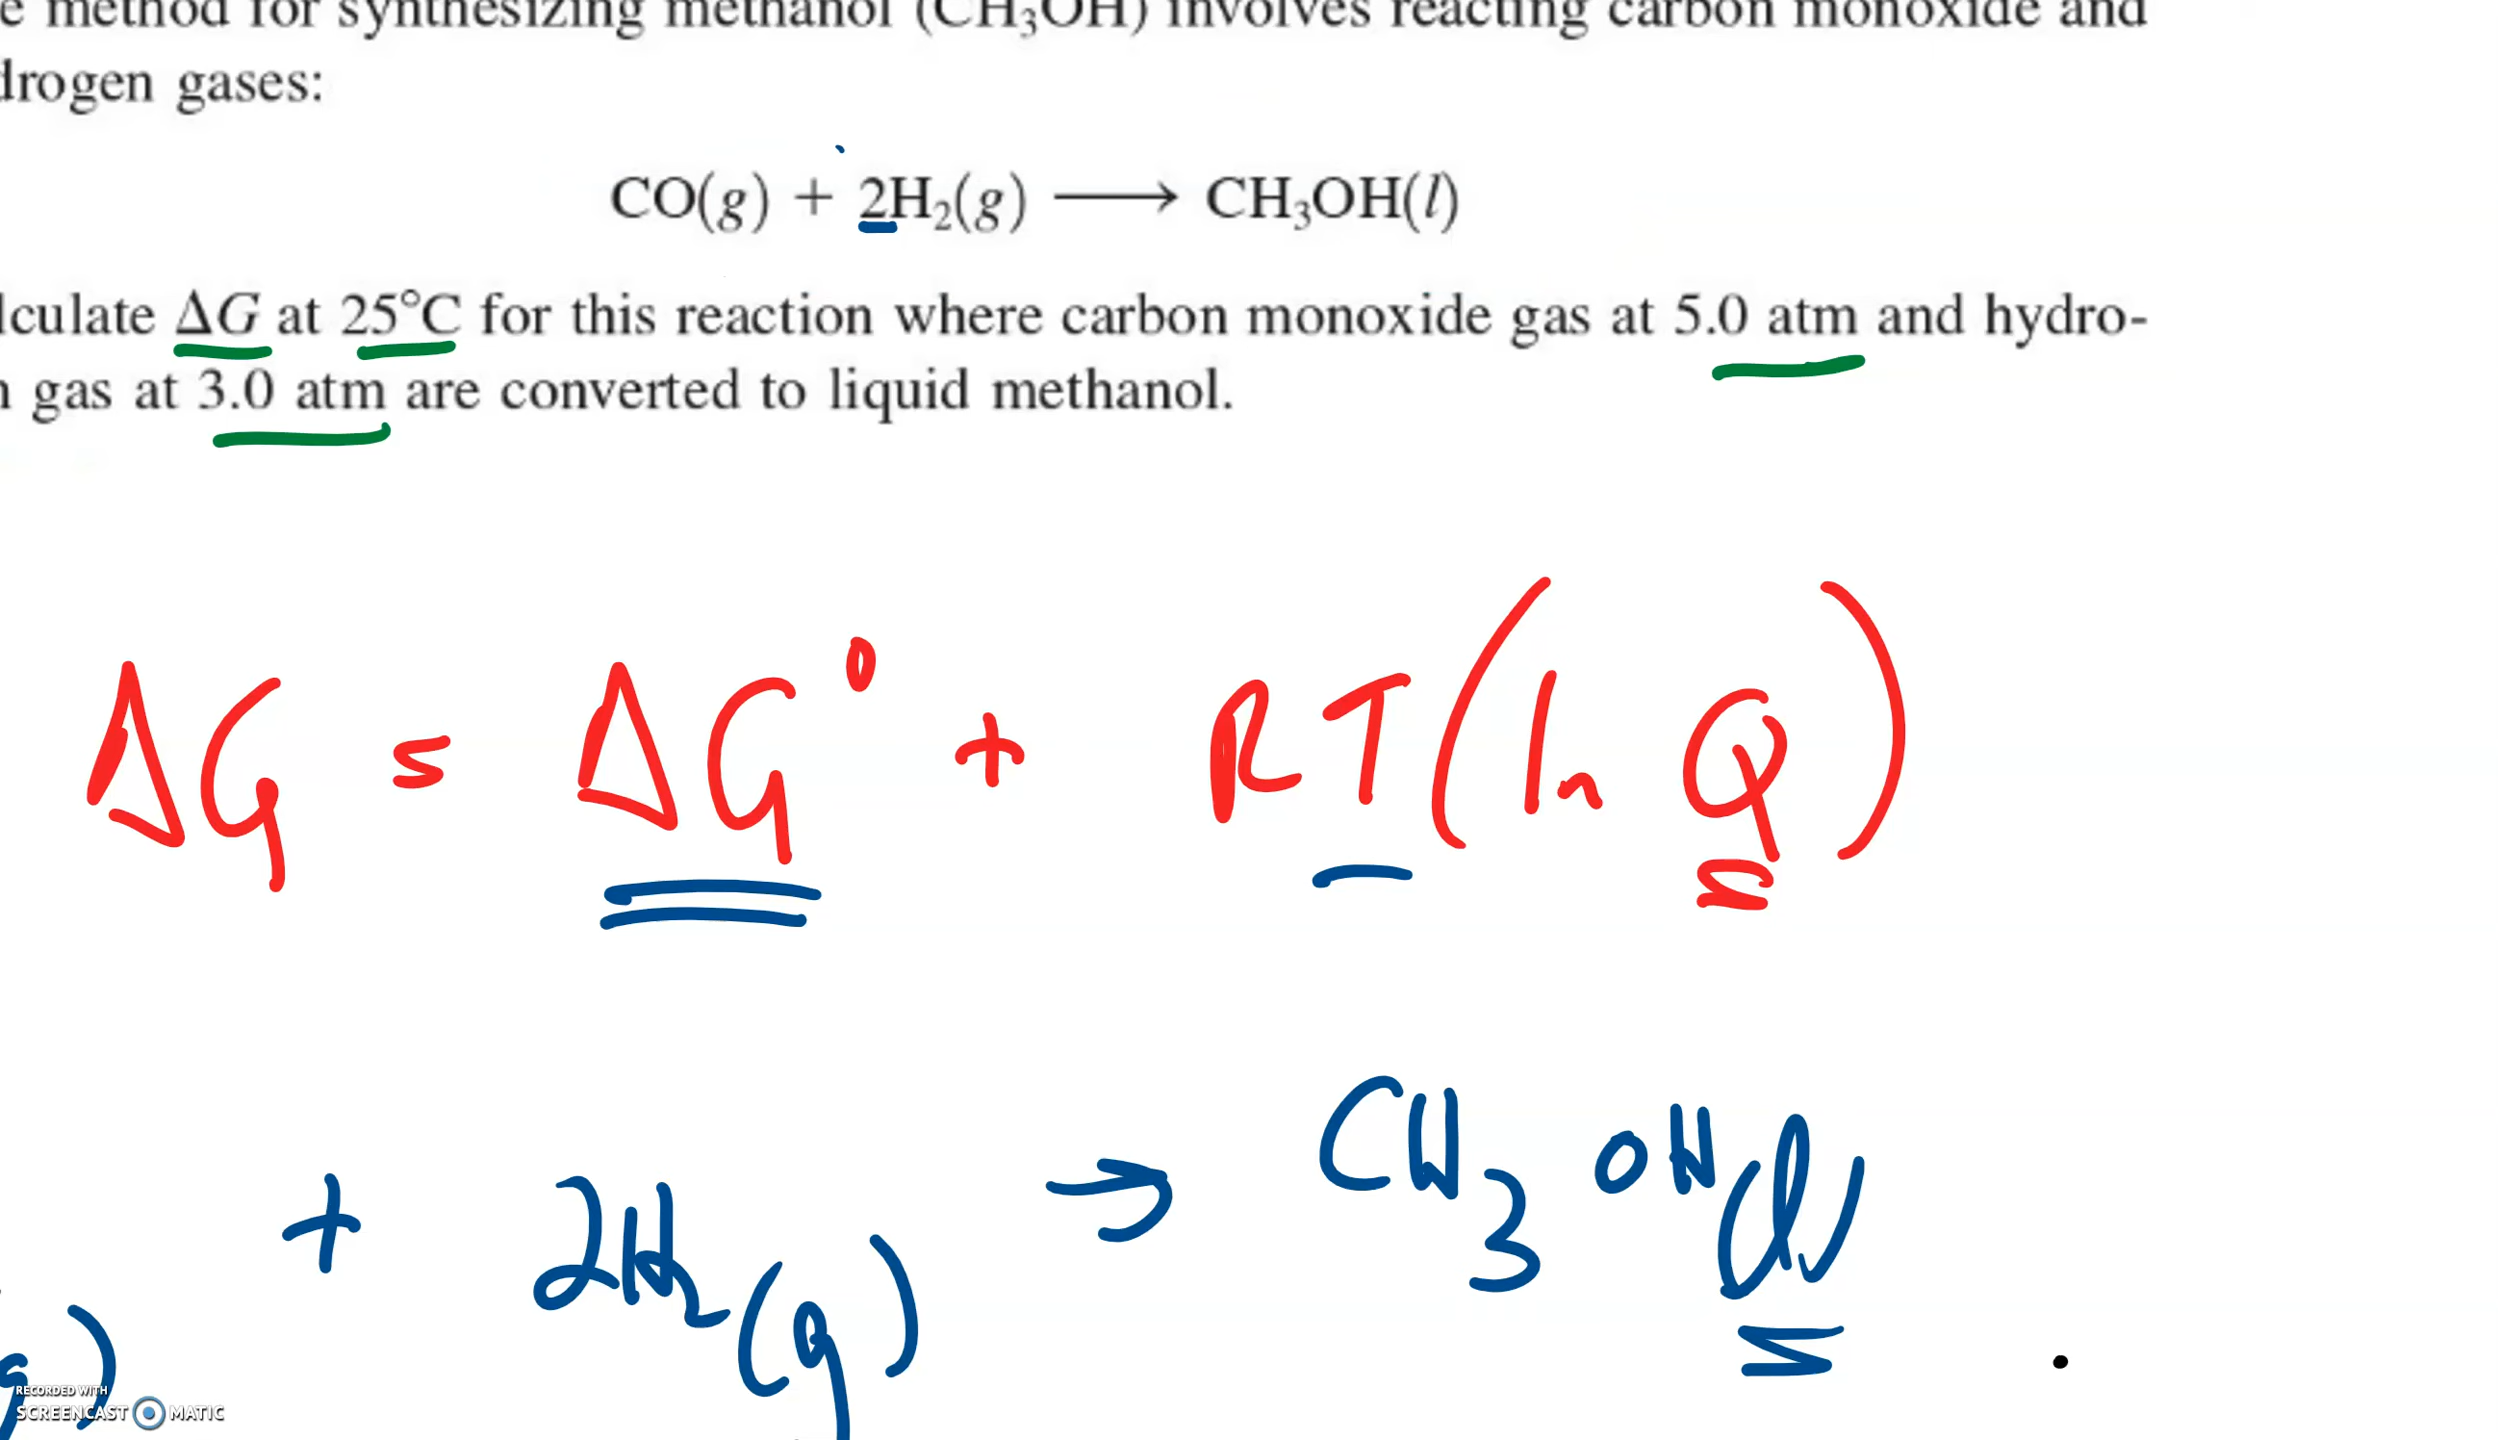 e method for synthesizing methanol (CH₃OH) involves reacting carbon monoxide and
drogen gases:
CO(g) + 2H₂(g) ⟶ CH₃OH(l)
lculate ΔG at 25°C for this reaction where carbon monoxide gas at 5.0 atm and hydro-
n gas at 3.0 atm are converted to liquid methanol.
ΔG = ΔG° + RT(ln Q)
g) + 2H₂(g) → CH₃OH(l)
RECORDED WITH
SCREENCAST MATIC